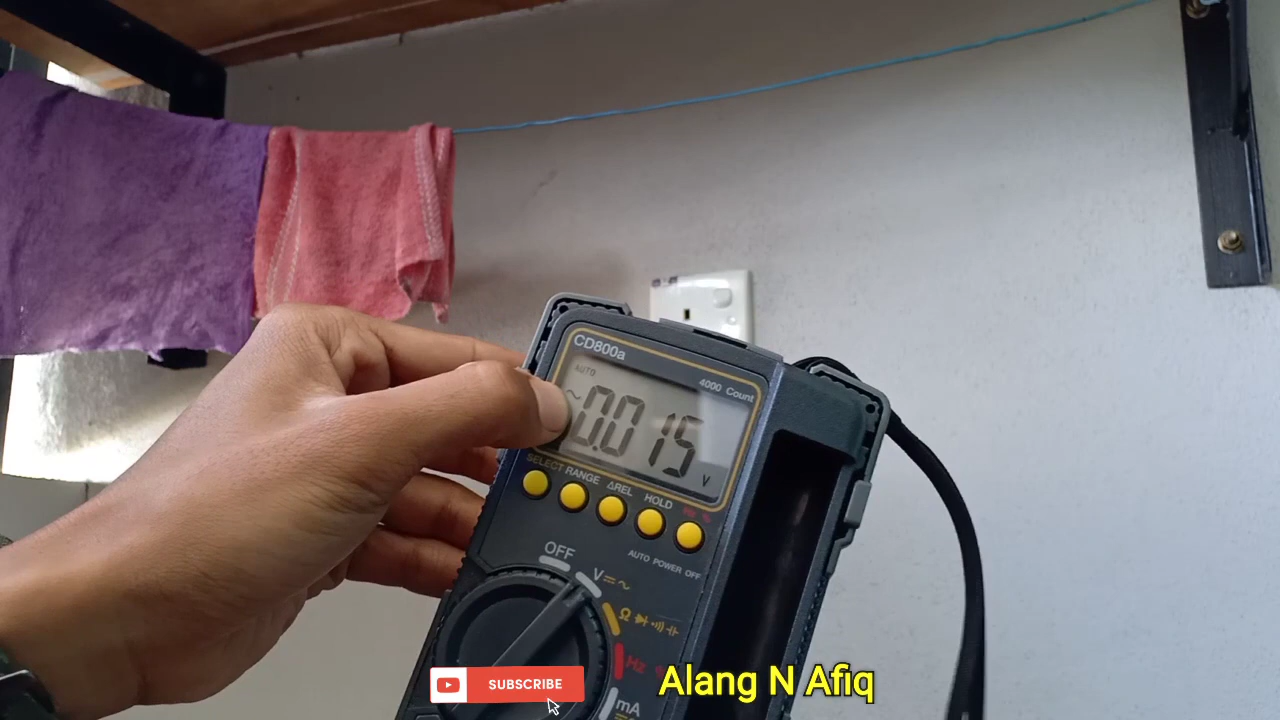 CD800a
4000 Count
AUTO
~0.015
V
SELECT RANGE ΔREL HOLD Hz %
AUTO POWER OFF
OFF
V⎓~
Ω
Hz
mA
SUBSCRIBE
Alang N Afiq